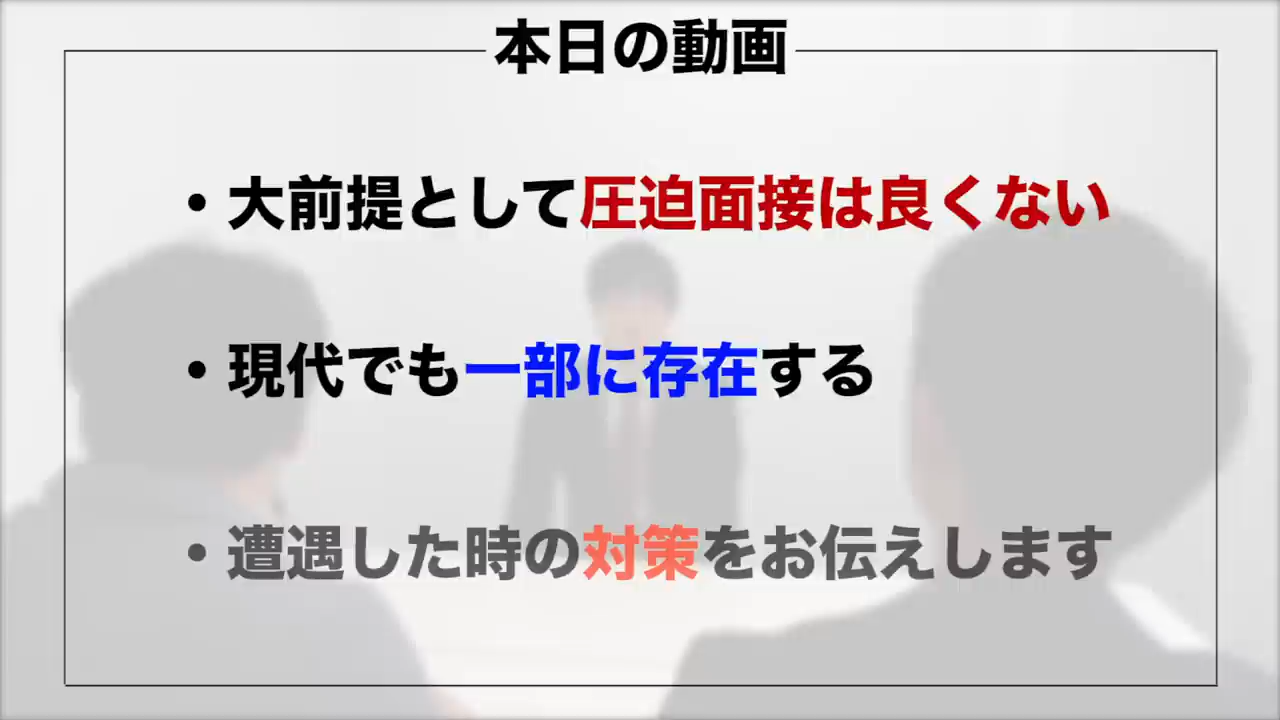 本日の動画
・大前提として圧迫面接は良くない
・現代でも一部に存在する
・遭遇した時の対策をお伝えします